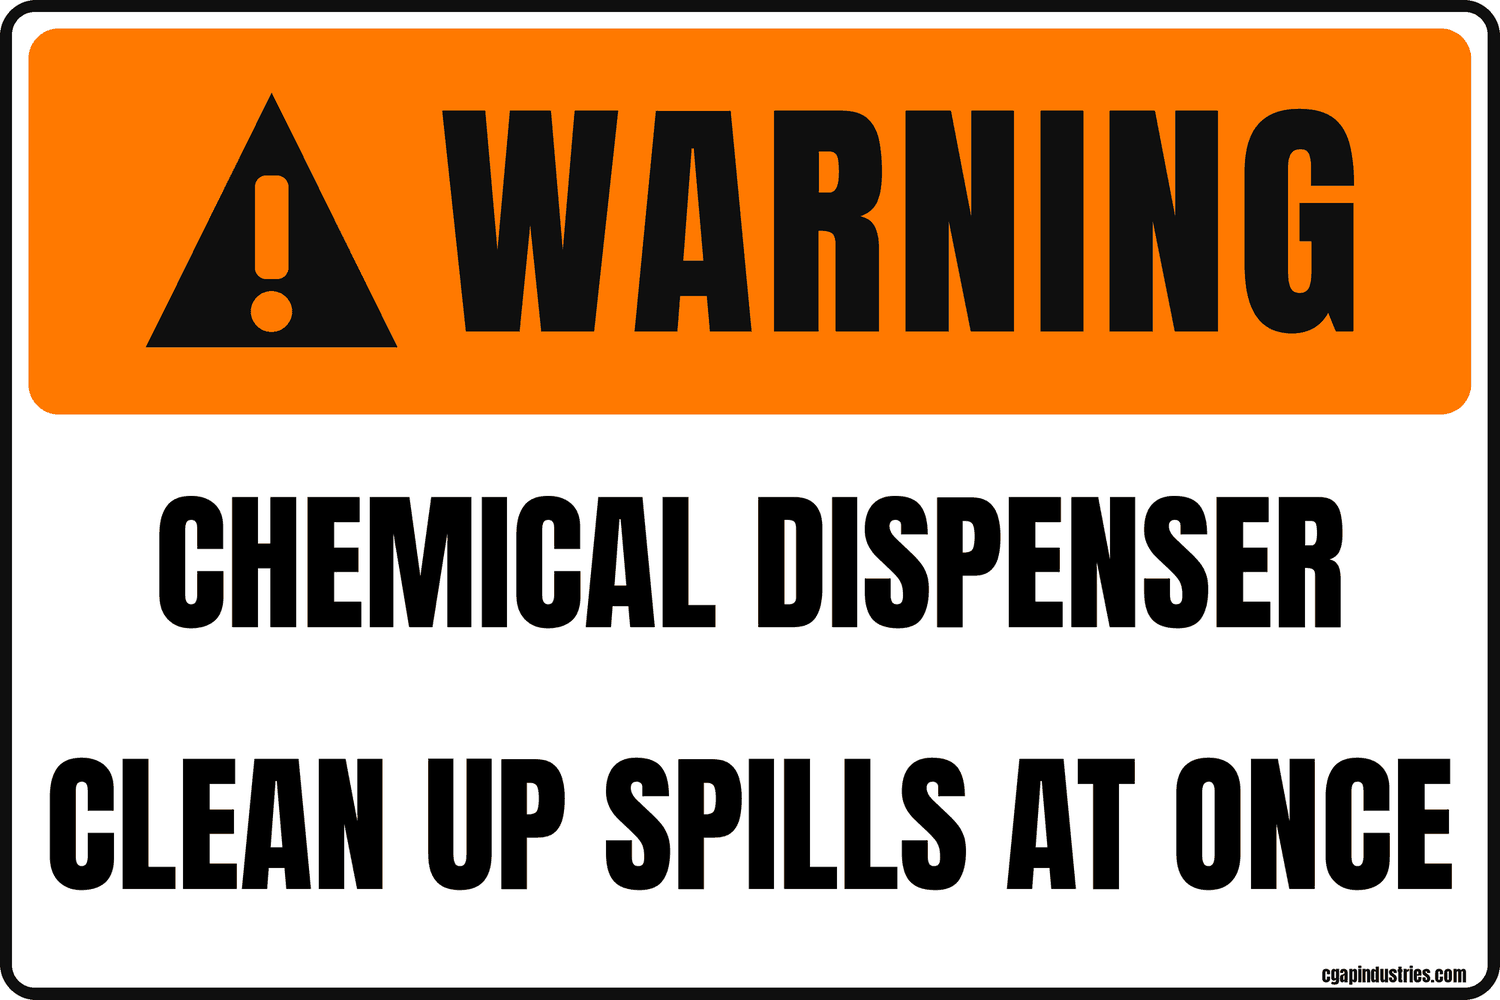 WARNING
CHEMICAL DISPENSER
CLEAN UP SPILLS AT ONCE
cgapindustries.com